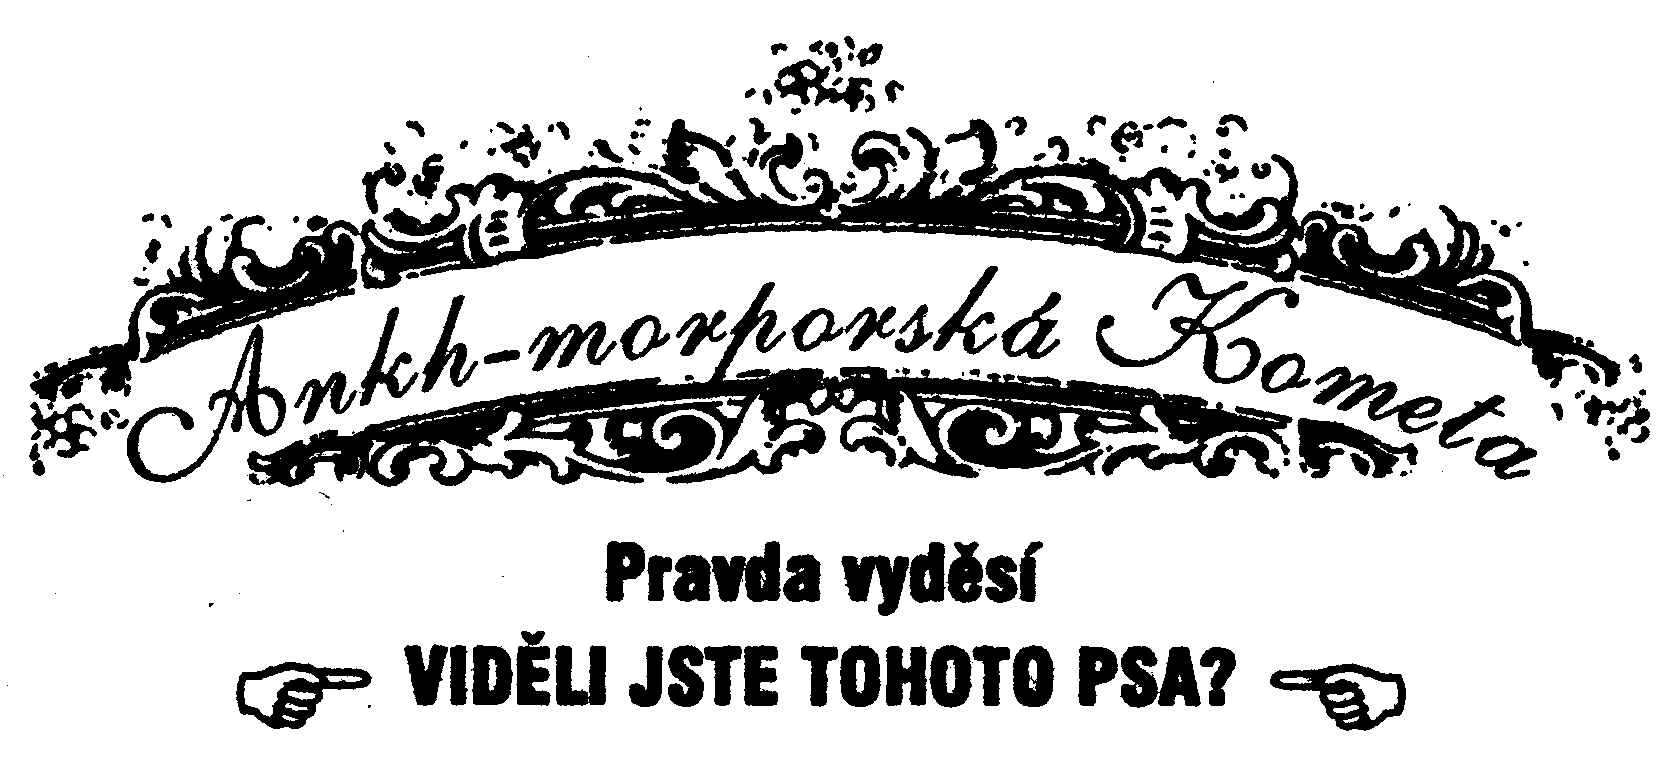 Ankh-morporská Kometa
Pravda vyděsí
VIDĚLI JSTE TOHOTO PSA?